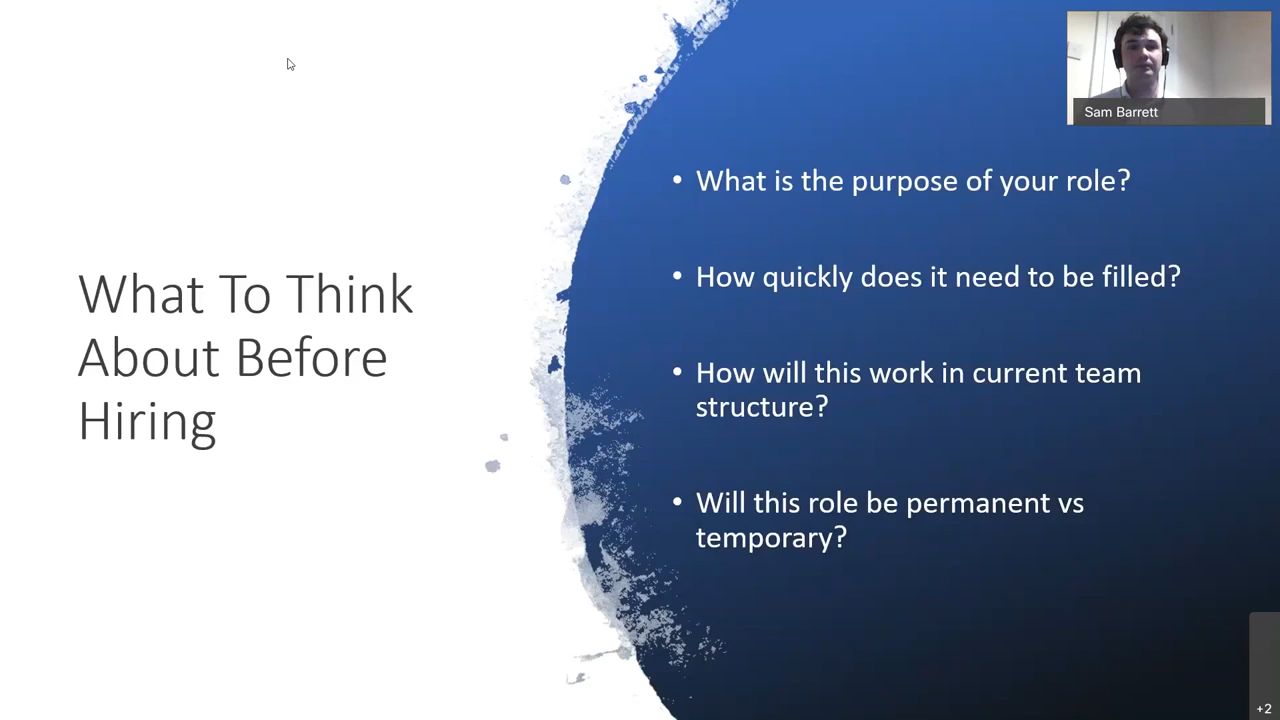 What To Think
About Before
Hiring
Sam Barrett
• What is the purpose of your role?
• How quickly does it need to be filled?
• How will this work in current team
structure?
• Will this role be permanent vs
temporary?
+2